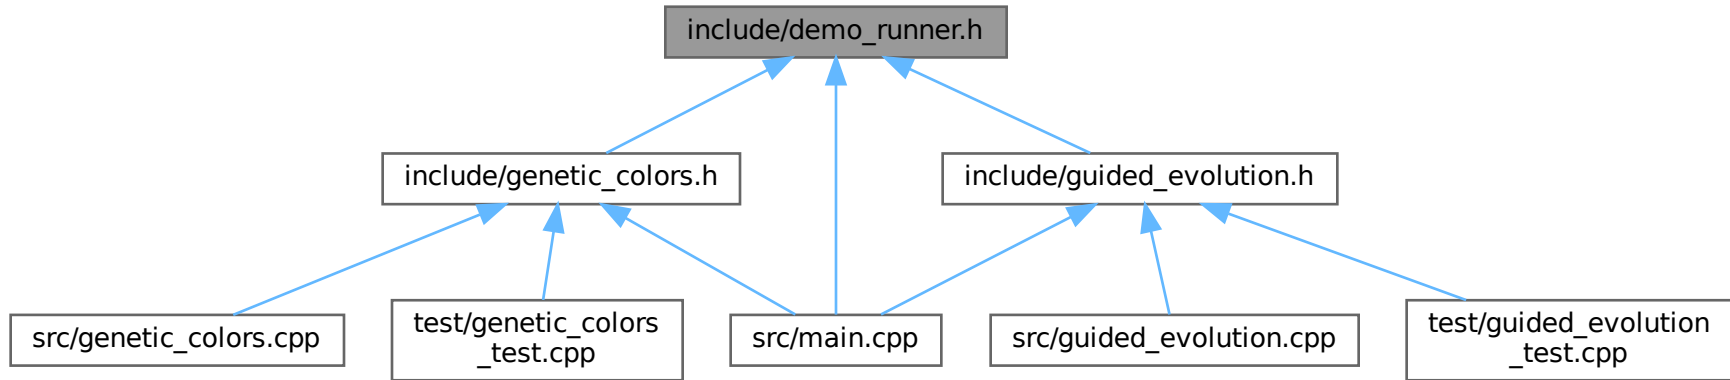 include/demo_runner.h
include/genetic_colors.h
include/guided_evolution.h
src/genetic_colors.cpp
test/genetic_colors
_test.cpp
src/main.cpp
src/guided_evolution.cpp
test/guided_evolution
_test.cpp